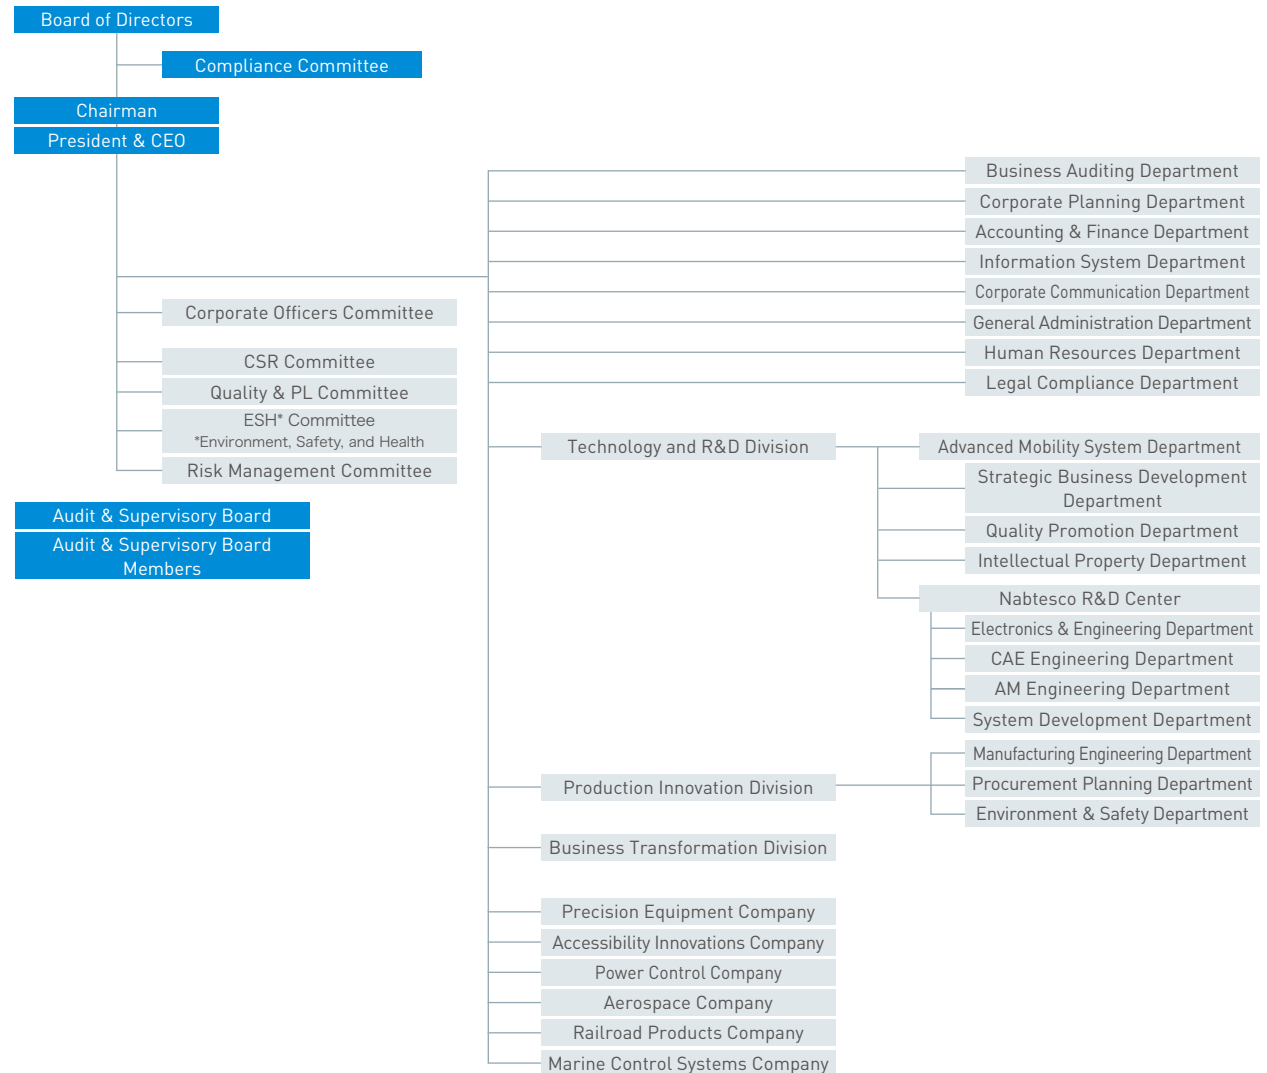 Board of Directors
Compliance Committee
Chairman
President & CEO
Business Auditing Department
Corporate Planning Department
Accounting & Finance Department
Information System Department
Corporate Communication Department
General Administration Department
Human Resources Department
Legal Compliance Department
Corporate Officers Committee
CSR Committee
Quality & PL Committee
ESH* Committee
*Environment, Safety, and Health
Risk Management Committee
Audit & Supervisory Board
Audit & Supervisory Board
Members
Technology and R&D Division
Advanced Mobility System Department
Strategic Business Development
Department
Quality Promotion Department
Intellectual Property Department
Nabtesco R&D Center
Electronics & Engineering Department
CAE Engineering Department
AM Engineering Department
System Development Department
Production Innovation Division
Manufacturing Engineering Department
Procurement Planning Department
Environment & Safety Department
Business Transformation Division
Precision Equipment Company
Accessibility Innovations Company
Power Control Company
Aerospace Company
Railroad Products Company
Marine Control Systems Company